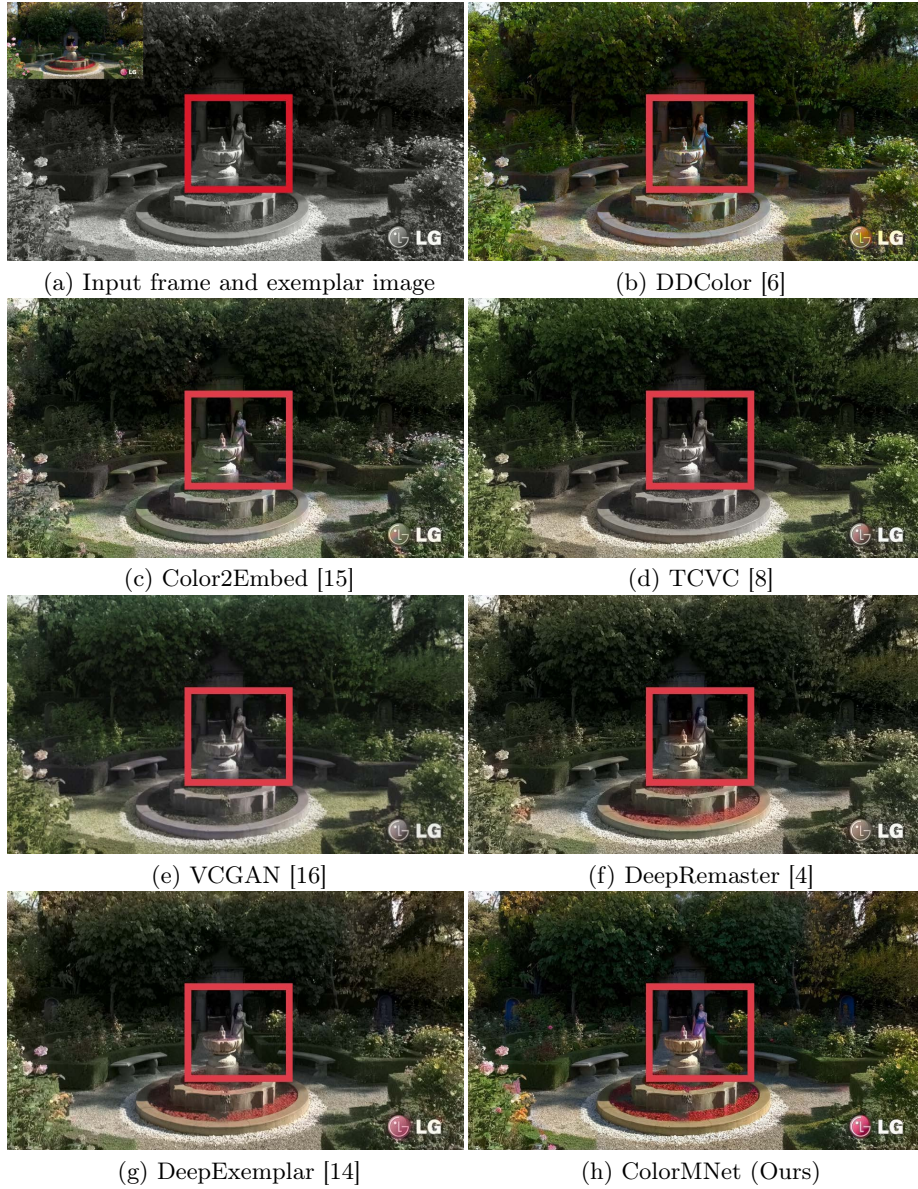 LG
LG
LG
(a) Input frame and exemplar image
(b) DDColor [6]
LG
LG
(c) Color2Embed [15]
(d) TCVC [8]
LG
LG
(e) VCGAN [16]
(f) DeepRemaster [4]
LG
LG
(g) DeepExemplar [14]
(h) ColorMNet (Ours)